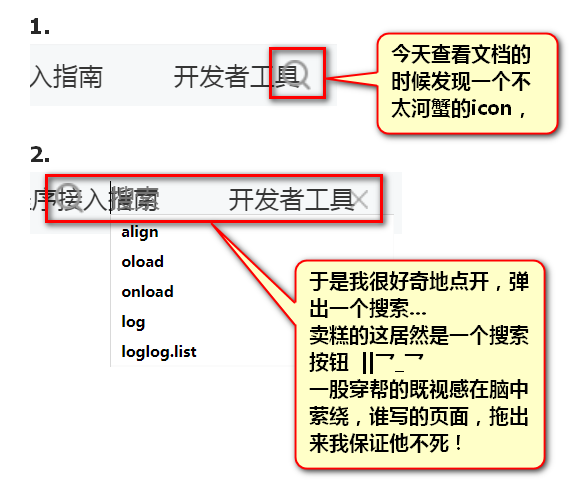 1.
入指南 开发者工具
今天查看文档的
时候发现一个不
太河蟹的icon，
2.
序接入指南 开发者工具
搜索
align
oload
onload
log
loglog.list
于是我很好奇地点开，弹
出一个搜索...
卖糕的这居然是一个搜索
按钮 ||乛_乛
一股穿帮的既视感在脑中
萦绕，谁写的页面，拖出
来我保证他不死！